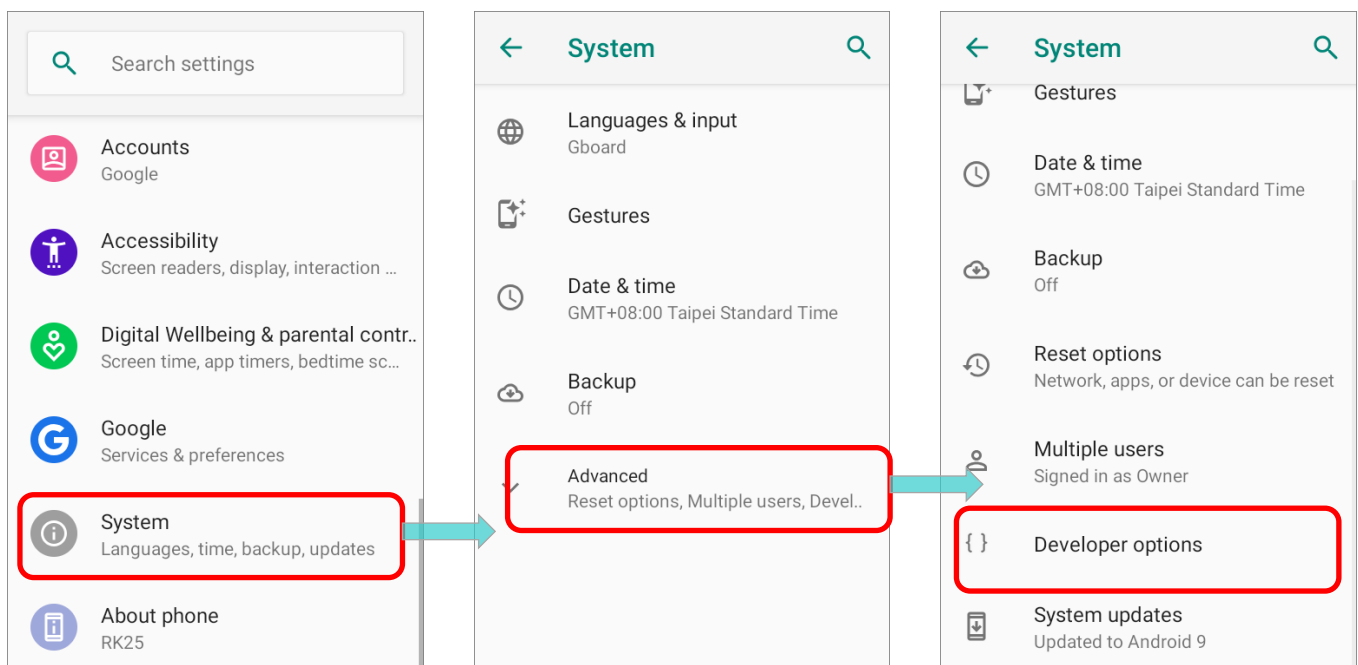 Search settings
Accounts
Google
Accessibility
Screen readers, display, interaction ...
Digital Wellbeing & parental contr..
Screen time, app timers, bedtime sc...
Google
Services & preferences
System
Languages, time, backup, updates
About phone
RK25
System
Languages & input
Gboard
Gestures
Date & time
GMT+08:00 Taipei Standard Time
Backup
Off
Advanced
Reset options, Multiple users, Devel..
System
Gestures
Date & time
GMT+08:00 Taipei Standard Time
Backup
Off
Reset options
Network, apps, or device can be reset
Multiple users
Signed in as Owner
{ } Developer options
System updates
Updated to Android 9